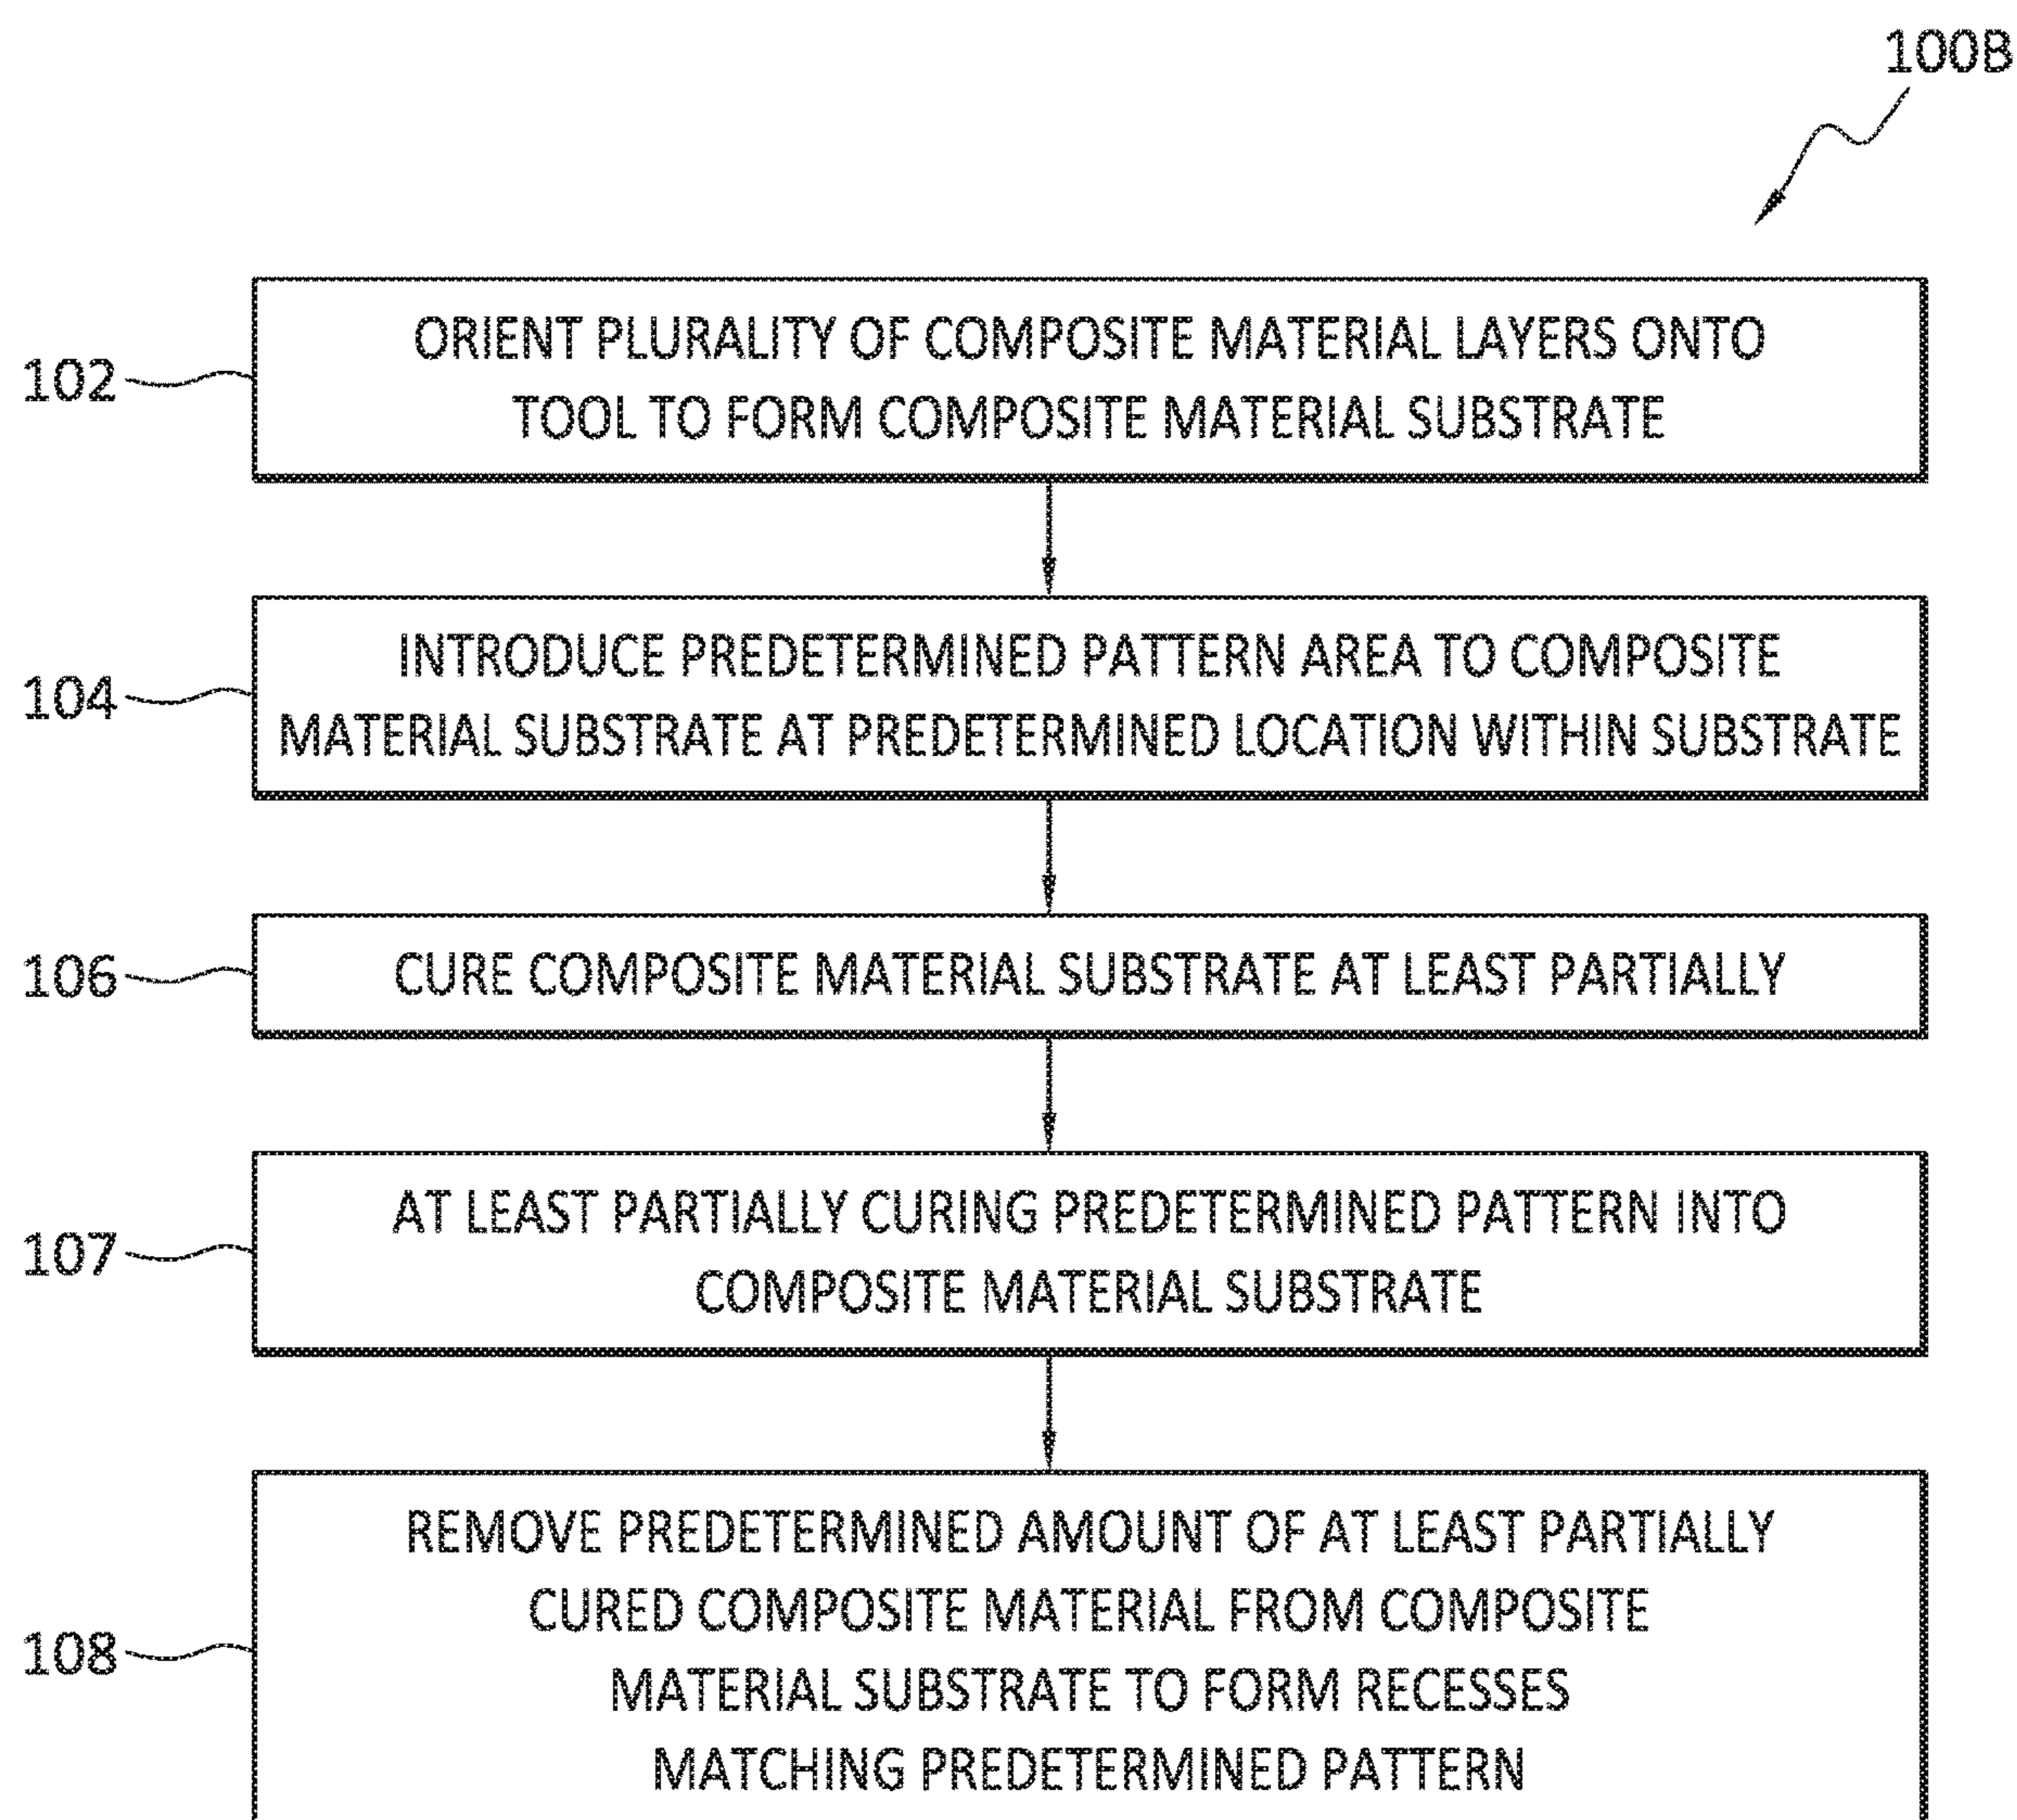 100B
102
ORIENT PLURALITY OF COMPOSITE MATERIAL LAYERS ONTO
TOOL TO FORM COMPOSITE MATERIAL SUBSTRATE
104
INTRODUCE PREDETERMINED PATTERN AREA TO COMPOSITE
MATERIAL SUBSTRATE AT PREDETERMINED LOCATION WITHIN SUBSTRATE
106
CURE COMPOSITE MATERIAL SUBSTRATE AT LEAST PARTIALLY
107
AT LEAST PARTIALLY CURING PREDETERMINED PATTERN INTO
COMPOSITE MATERIAL SUBSTRATE
108
REMOVE PREDETERMINED AMOUNT OF AT LEAST PARTIALLY
CURED COMPOSITE MATERIAL FROM COMPOSITE
MATERIAL SUBSTRATE TO FORM RECESSES
MATCHING PREDETERMINED PATTERN